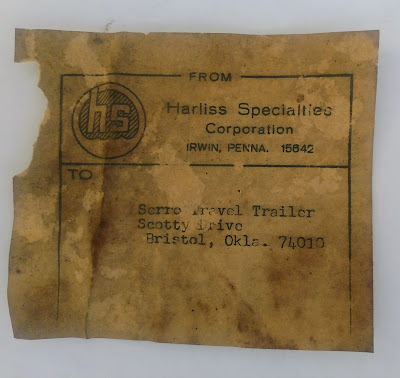 FROM
hs
Harliss Specialties
Corporation
IRWIN, PENNA. 15642
TO
Serro Travel Trailer
Scotty Drive
Bristol, Okla. 74010